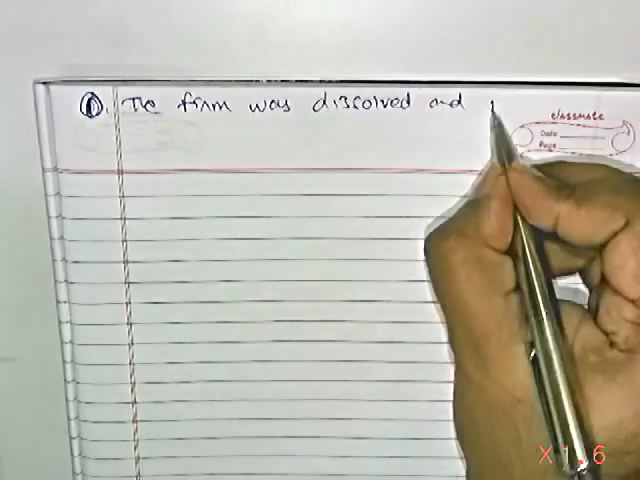 ①. The firm was dissolved and
classmate
Date
Page
X1.6